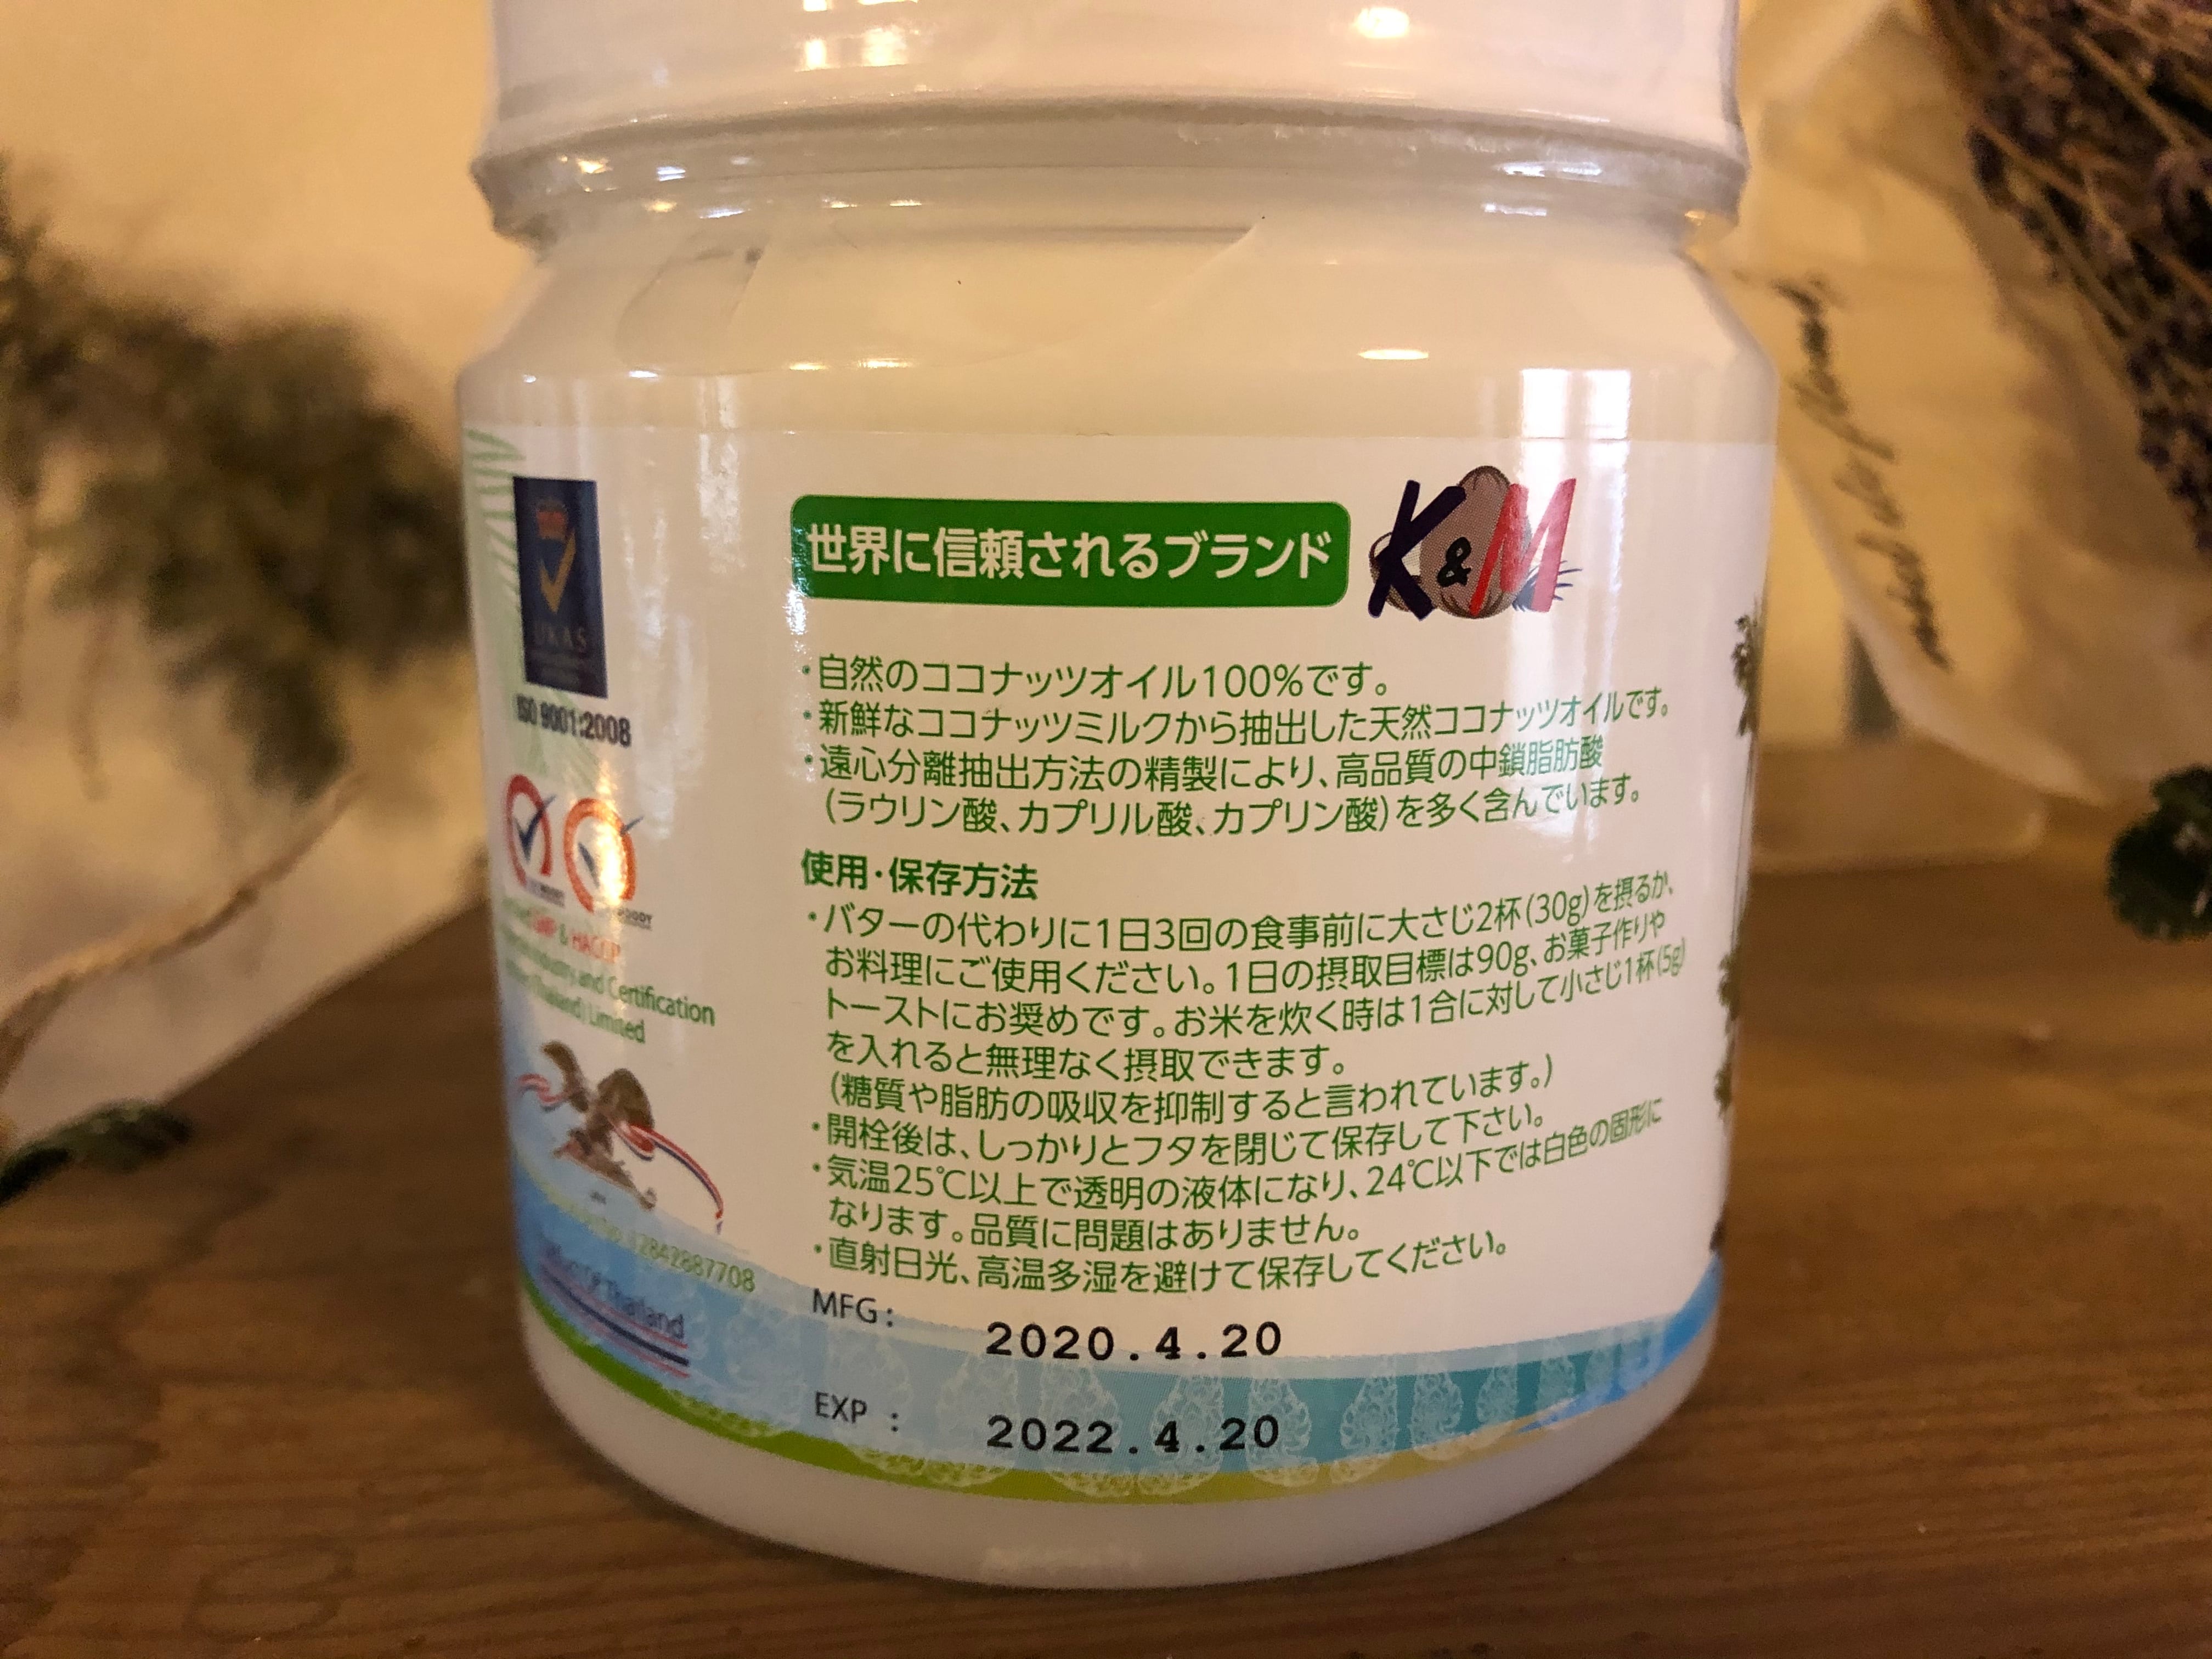 UKAS
ISO 9001:2008
GMP & HACCP
Industry and Certification
(Thailand) Limited
12842887708
Of Thailand
世界に信頼されるブランド
K&M
・自然のココナッツオイル100%です。
・新鮮なココナッツミルクから抽出した天然ココナッツオイルです。
・遠心分離抽出方法の精製により、高品質の中鎖脂肪酸
(ラウリン酸、カプリル酸、カプリン酸)を多く含んでいます。
使用・保存方法
・バターの代わりに1日3回の食事前に大さじ2杯(30g)を摂るか、
お料理にご使用ください。1日の摂取目標は90g、お菓子作りや
トーストにお奨めです。お米を炊く時は1合に対して小さじ1杯(5g)
を入れると無理なく摂取できます。
(糖質や脂肪の吸収を抑制すると言われています。)
・開栓後は、しっかりとフタを閉じて保存して下さい。
・気温25℃以上で透明の液体になり、24℃以下では白色の固形に
なります。品質に問題はありません。
・直射日光、高温多湿を避けて保存してください。
MFG: 2020.4.20
EXP : 2022.4.20